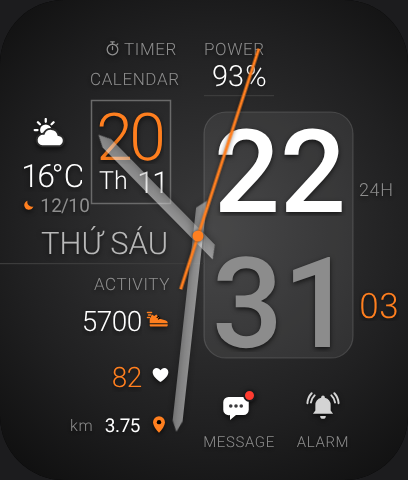 TIMER
POWER
93%
CALENDAR
20
Th 11
16°C
12/10
THỨ SÁU
22
24H
31
03
ACTIVITY
5700
82
km 3.75
MESSAGE
ALARM